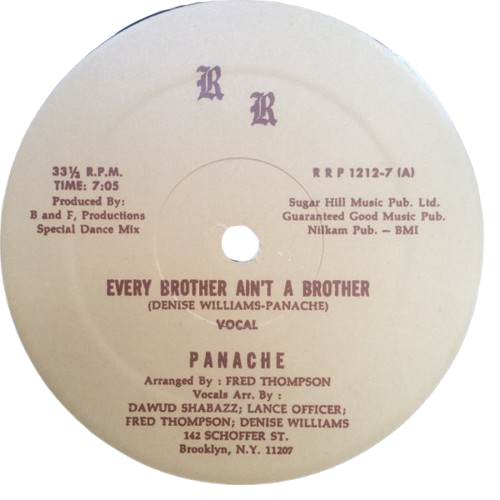 R R
33⅓ R.P.M.
TIME: 7:05
Produced By:
B and F, Productions
Special Dance Mix
R R P 1212-7 (A)
Sugar Hill Music Pub. Ltd.
Guaranteed Good Music Pub.
Nilkam Pub. – BMI
EVERY BROTHER AIN'T A BROTHER
(DENISE WILLIAMS-PANACHE)
VOCAL
PANACHE
Arranged By : FRED THOMPSON
Vocals Arr. By :
DAWUD SHABAZZ; LANCE OFFICER;
FRED THOMPSON; DENISE WILLIAMS
142 SCHOFFER ST.
Brooklyn, N.Y. 11207